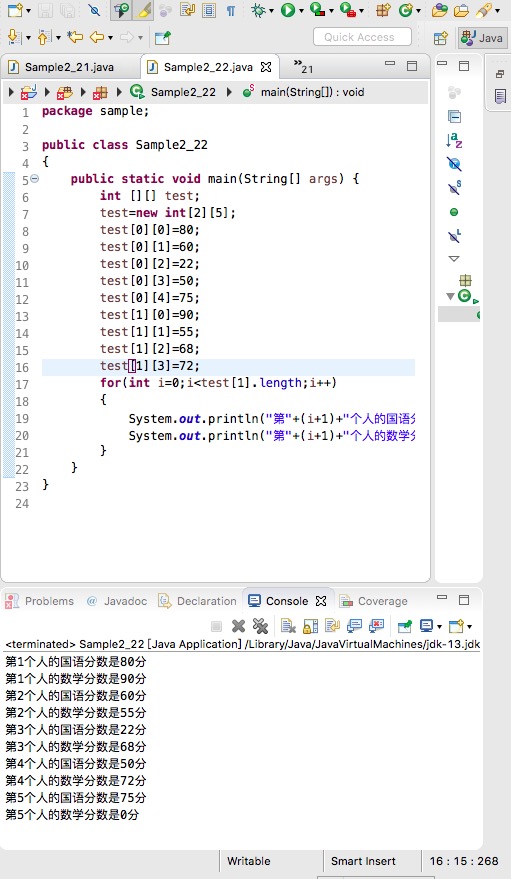 Quick Access
Java
Sample2_21.java
Sample2_22.java
21
Sample2_22
main(String[]) : void
1 package sample;
2
3 public class Sample2_22
4 {
5 public static void main(String[] args) {
6 int [][] test;
7 test=new int[2][5];
8 test[0][0]=80;
9 test[0][1]=60;
10 test[0][2]=22;
11 test[0][3]=50;
12 test[0][4]=75;
13 test[1][0]=90;
14 test[1][1]=55;
15 test[1][2]=68;
16 test[1][3]=72;
17 for(int i=0;i<test[1].length;i++)
18 {
19 System.out.println("第"+(i+1)+"个人的国语分
20 System.out.println("第"+(i+1)+"个人的数学分
21 }
22 }
23 }
24
Problems
Javadoc
Declaration
Console
Coverage
<terminated> Sample2_22 [Java Application] /Library/Java/JavaVirtualMachines/jdk-13.jdk
第1个人的国语分数是80分
第1个人的数学分数是90分
第2个人的国语分数是60分
第2个人的数学分数是55分
第3个人的国语分数是22分
第3个人的数学分数是68分
第4个人的国语分数是50分
第4个人的数学分数是72分
第5个人的国语分数是75分
第5个人的数学分数是0分
Writable
Smart Insert
16 : 15 : 268